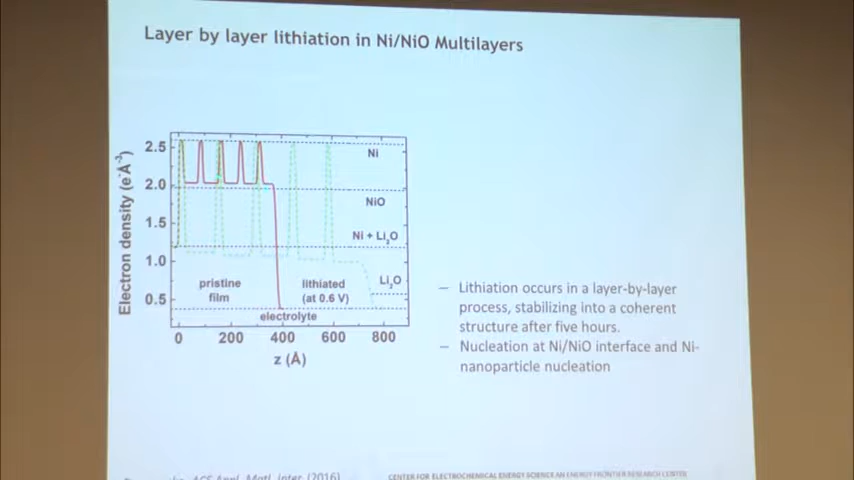 Layer by layer lithiation in Ni/NiO Multilayers
Electron density (e⁻Å⁻³)
2.5
2.0
1.5
1.0
0.5
Ni
NiO
Ni + Li₂O
Li₂O
pristine
film
lithiated
(at 0.6 V)
electrolyte
0 200 400 600 800
z (Å)
– Lithiation occurs in a layer-by-layer
process, stabilizing into a coherent
structure after five hours.
– Nucleation at Ni/NiO interface and Ni-
nanoparticle nucleation
ACS Appl. Matl. Inter. (2016)
CENTER FOR ELECTROCHEMICAL ENERGY SCIENCE AN ENERGY FRONTIER RESEARCH CENTER